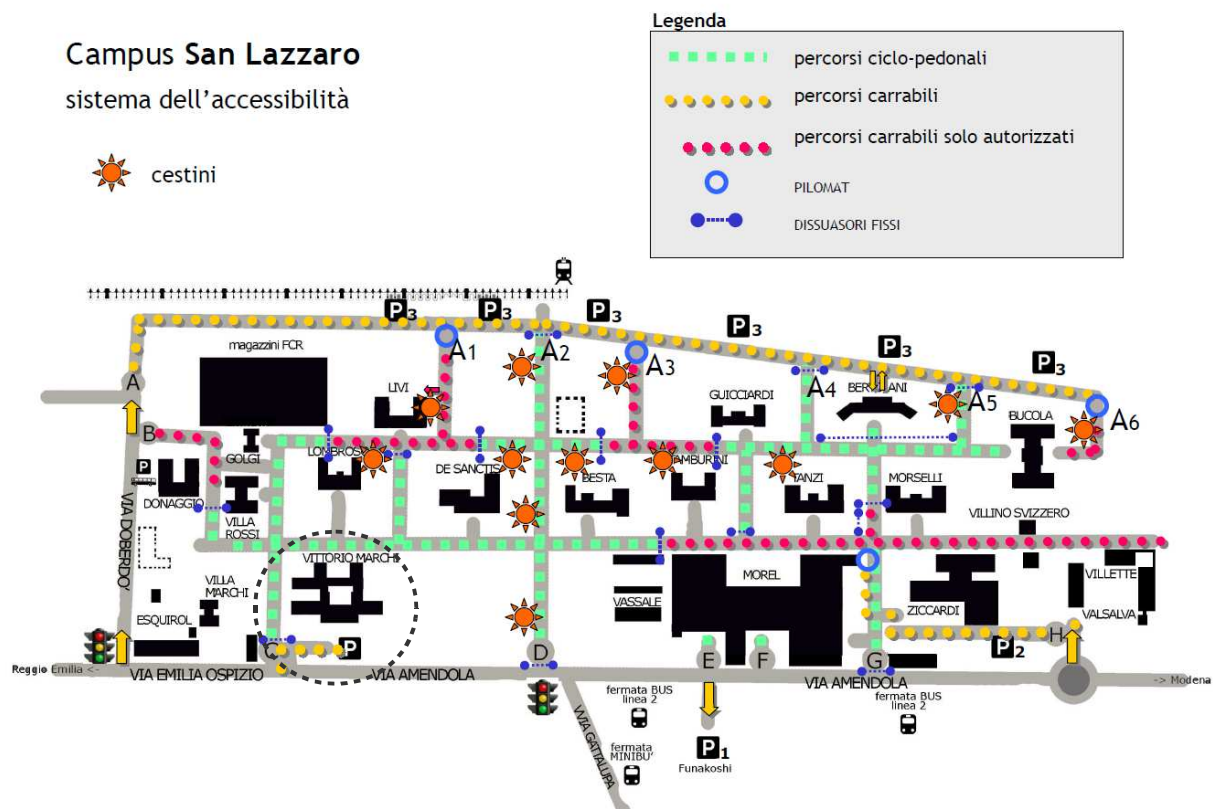 Campus San Lazzaro
sistema dell'accessibilità
cestini
Legenda
percorsi ciclo-pedonali
percorsi carrabili
percorsi carrabili solo autorizzati
PILOMAT
DISSUASORI FISSI
P3
P3
P3
P3
P3
P3
magazzini FCR
A
A1
A2
A3
A4
A5
A6
LIVI
GUICCIARDI
BUCOLA
B
GOLGI
P
DONAGGIO
VILLA
ROSSI
DE SANCTIS
BESTA
TAMBURINI
TANZI
MORSELLI
VILLINO SVIZZERO
VIA DOBERDO'
VITTORIO MARCHI
VILLA
MARCHI
ESQUIROL
VASSALE
MOREL
ZICCARDI
VILLETTE
VALSALVA
C
P
D
E
F
G
H
P2
Reggio Emilia <-
VIA EMILIA OSPIZIO
VIA AMENDOLA
VIA AMENDOLA
-> Modena
fermata BUS
linea 2
fermata BUS
linea 2
fermata
MINIBU'
VIA GATTALUPA
P1
Funakoshi